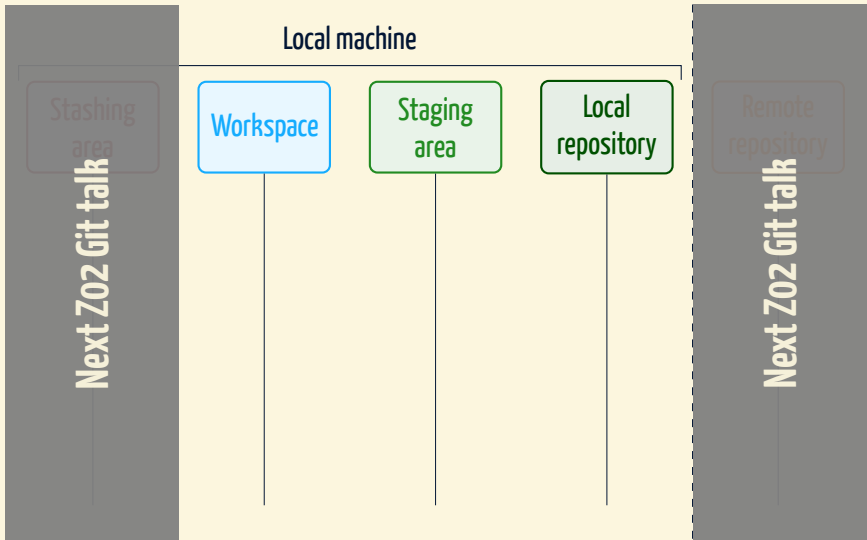 Local machine
Stashing
area
Workspace
Staging
area
Local
repository
Remote
repository
Next Z02 Git talk
Next Z02 Git talk